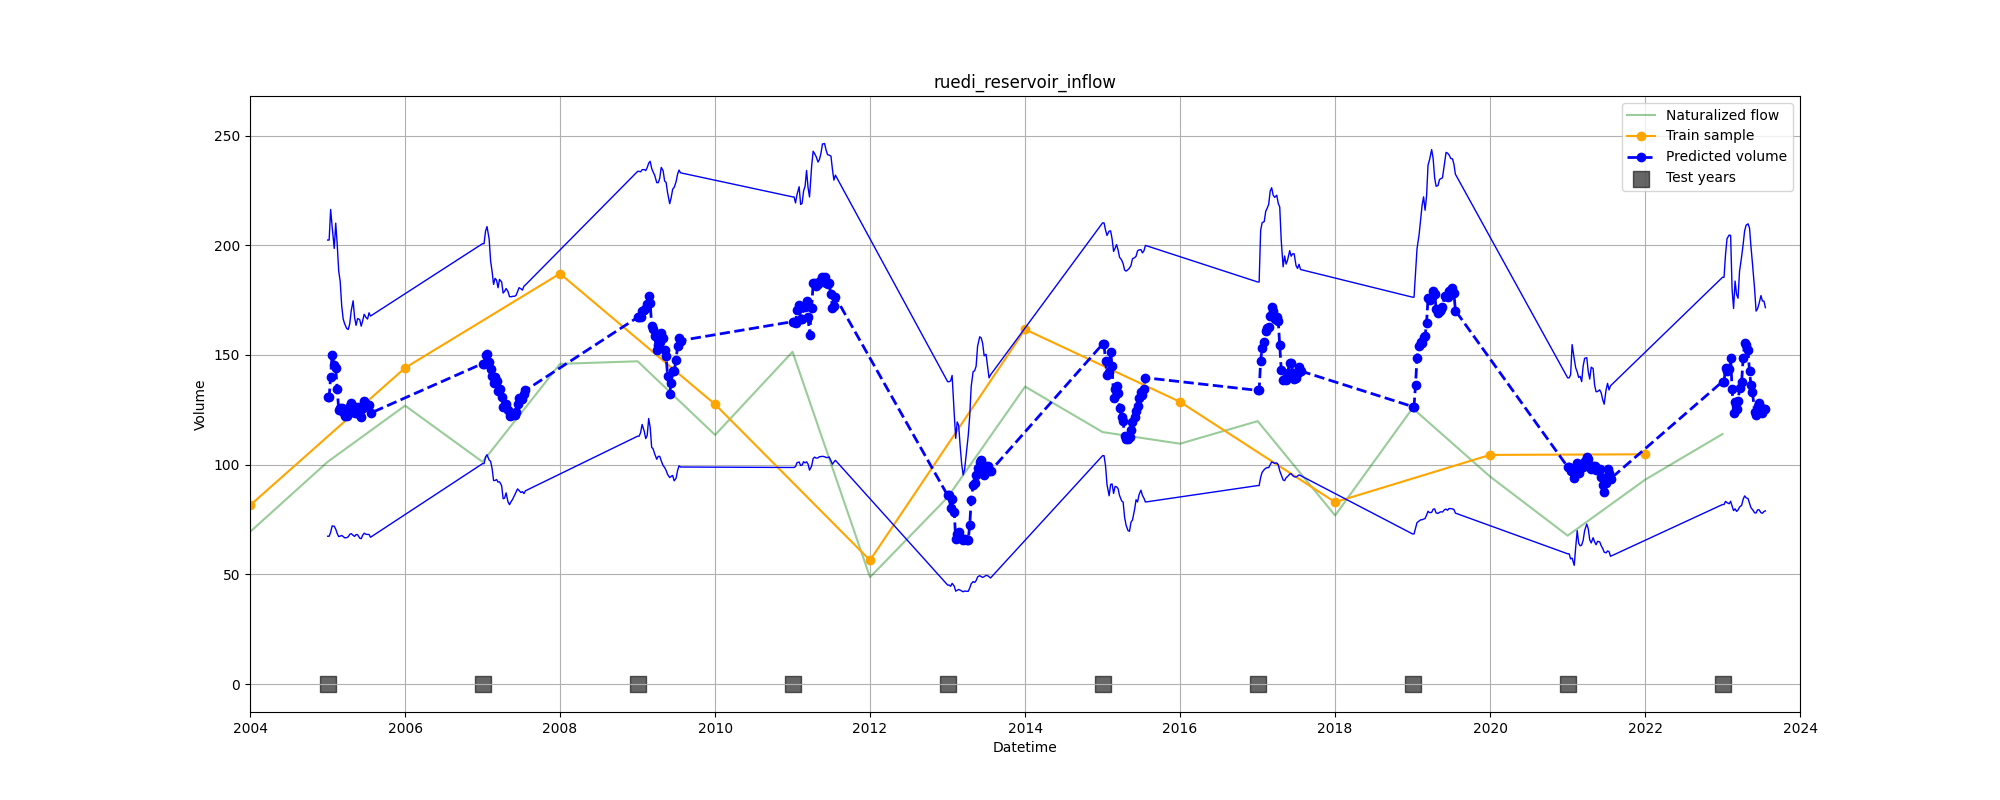 ruedi_reservoir_inflow
Naturalized flow
Train sample
Predicted volume
Test years
250
200
150
100
50
0
Volume
2004 2006 2008 2010 2012 2014 2016 2018 2020 2022 2024
Datetime